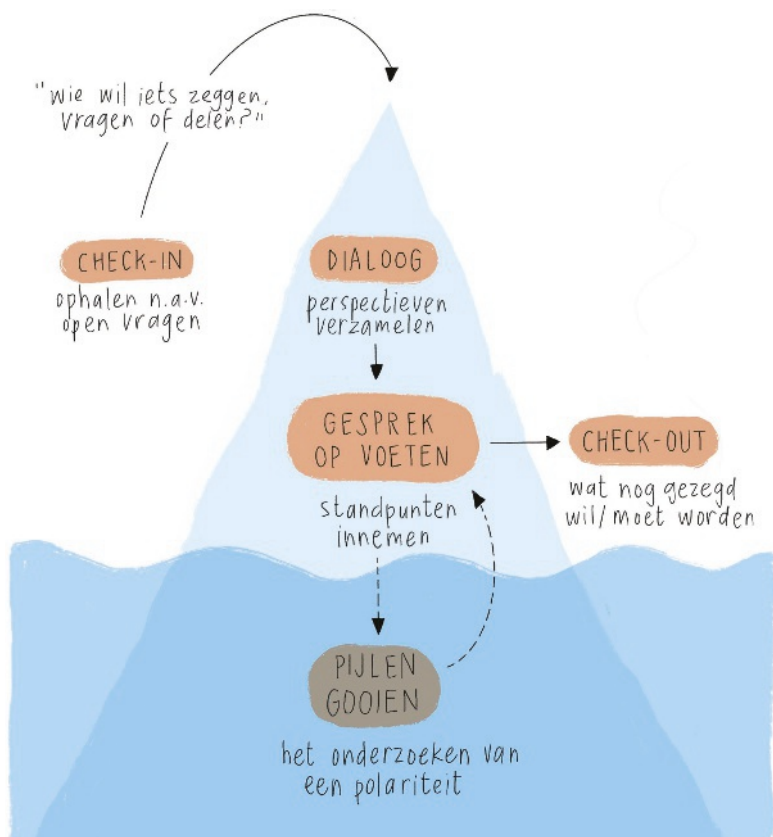 "wie wil iets zeggen,
vragen of delen?"
CHECK-IN
ophalen n.a.v.
open vragen
DIALOOG
perspectieven
verzamelen
GESPREK
OP VOETEN
standpunten
innemen
CHECK-OUT
wat nog gezegd
wil/moet worden
PIJLEN
GOOIEN
het onderzoeken van
een polariteit